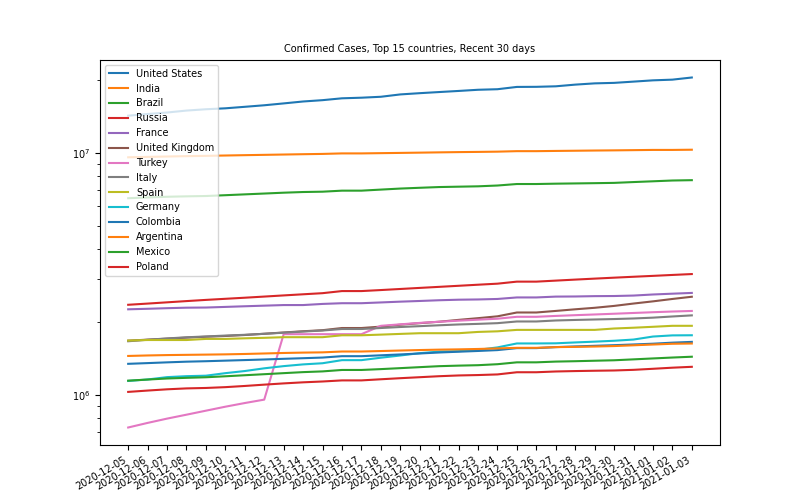 Confirmed Cases, Top 15 countries, Recent 30 days
United States
India
Brazil
Russia
France
United Kingdom
Turkey
Italy
Spain
Germany
Colombia
Argentina
Mexico
Poland
10⁷
10⁶
2020-12-05
2020-12-06
2020-12-07
2020-12-08
2020-12-09
2020-12-10
2020-12-11
2020-12-12
2020-12-13
2020-12-14
2020-12-15
2020-12-16
2020-12-17
2020-12-18
2020-12-19
2020-12-20
2020-12-21
2020-12-22
2020-12-23
2020-12-24
2020-12-25
2020-12-26
2020-12-27
2020-12-28
2020-12-29
2020-12-30
2020-12-31
2021-01-01
2021-01-02
2021-01-03